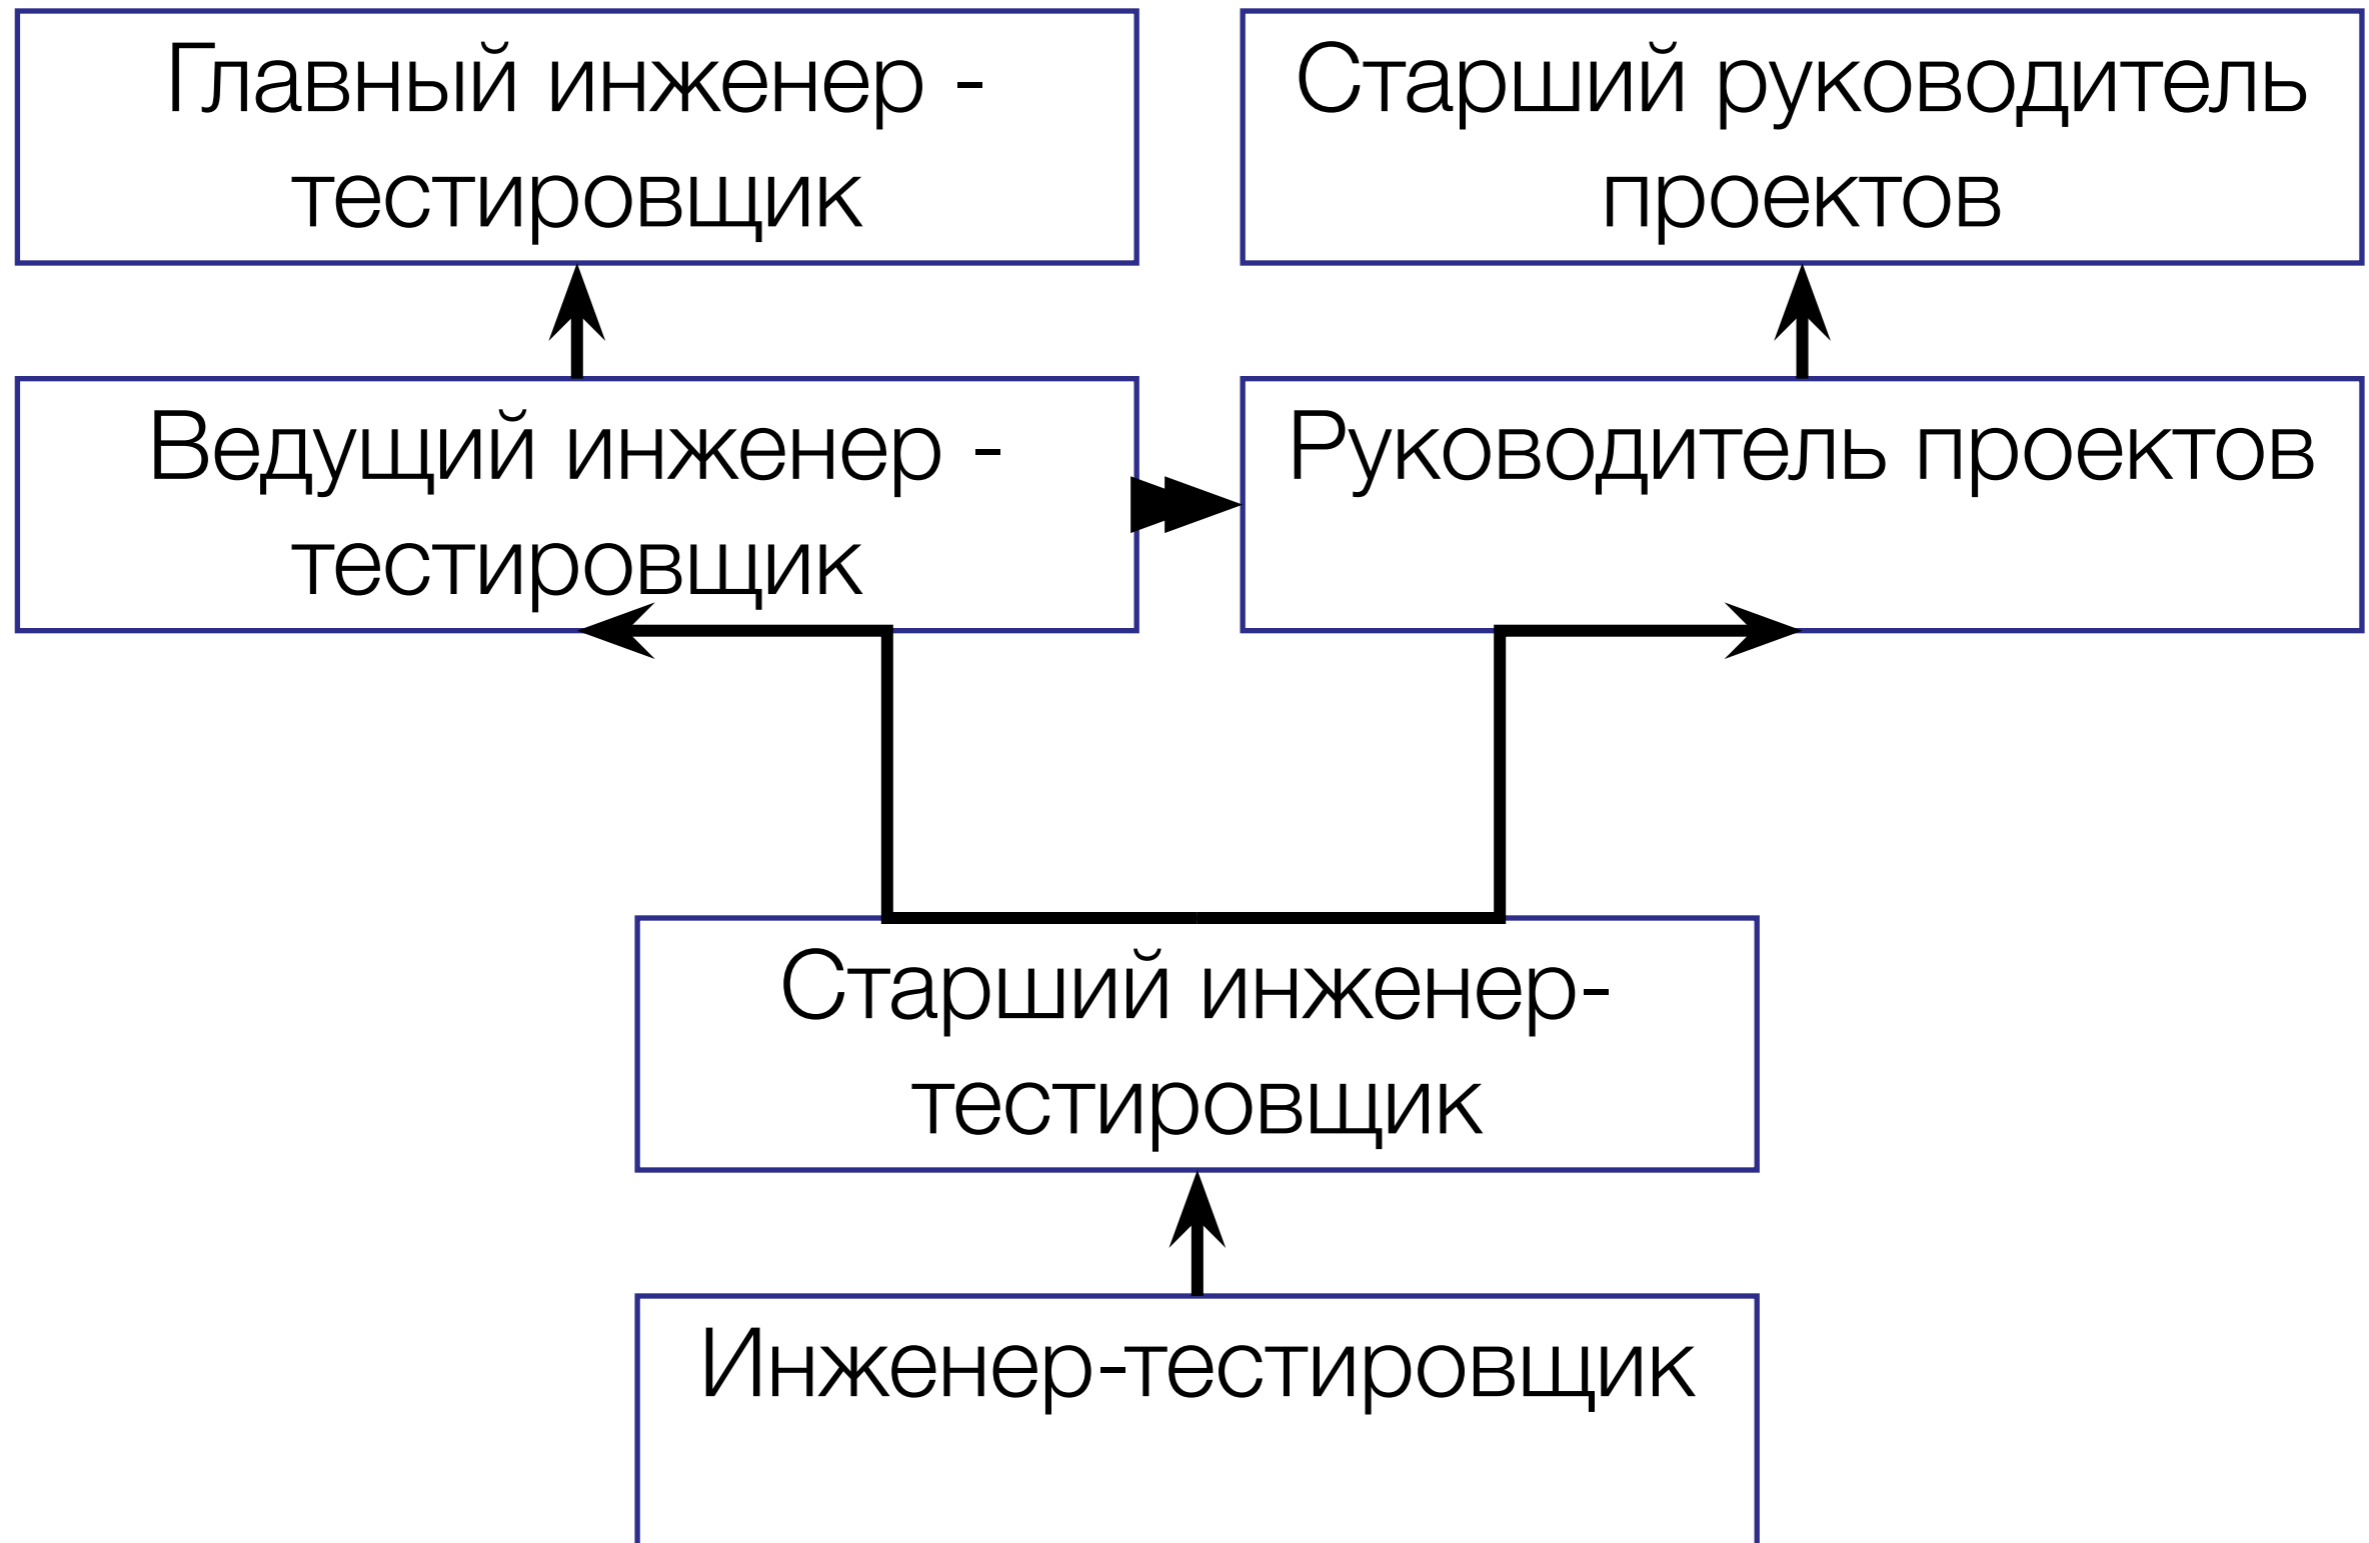 Главный инженер -
тестировщик
Старший руководитель
проектов
Ведущий инженер -
тестировщик
Руководитель проектов
Старший инженер-
тестировщик
Инженер-тестировщик